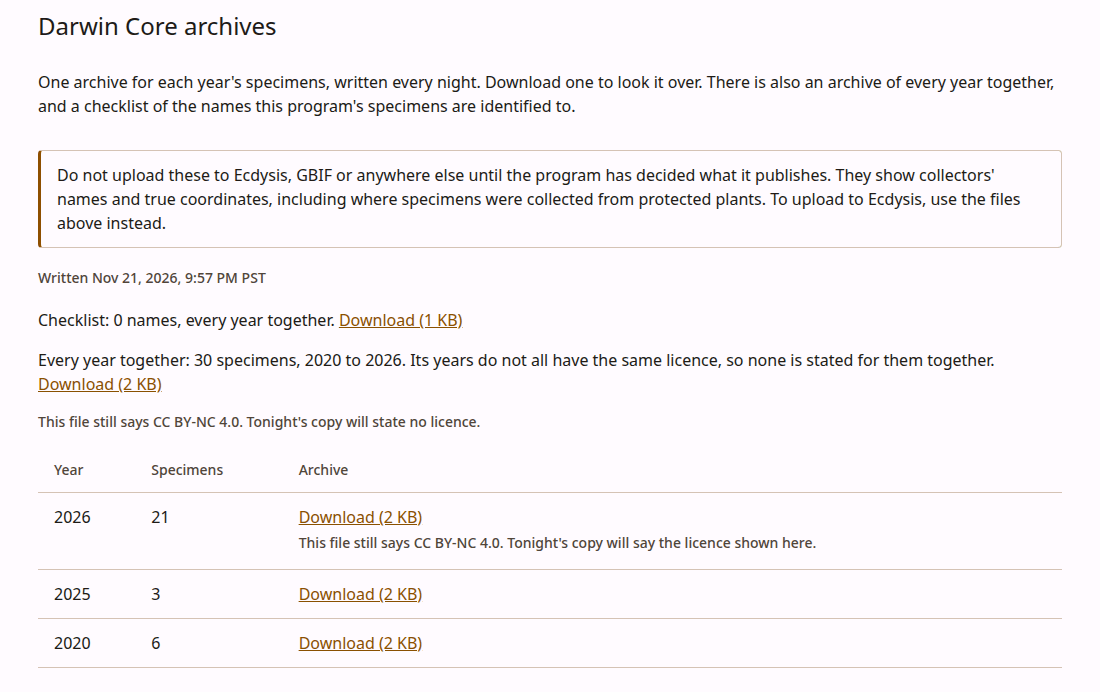 Darwin Core archives
One archive for each year's specimens, written every night. Download one to look it over. There is also an archive of every year together,
and a checklist of the names this program's specimens are identified to.
Do not upload these to Ecdysis, GBIF or anywhere else until the program has decided what it publishes. They show collectors'
names and true coordinates, including where specimens were collected from protected plants. To upload to Ecdysis, use the files
above instead.
Written Nov 21, 2026, 9:57 PM PST
Checklist: 0 names, every year together. Download (1 KB)
Every year together: 30 specimens, 2020 to 2026. Its years do not all have the same licence, so none is stated for them together.
Download (2 KB)
This file still says CC BY-NC 4.0. Tonight's copy will state no licence.
Year Specimens Archive
2026 21 Download (2 KB)
This file still says CC BY-NC 4.0. Tonight's copy will say the licence shown here.
2025 3 Download (2 KB)
2020 6 Download (2 KB)